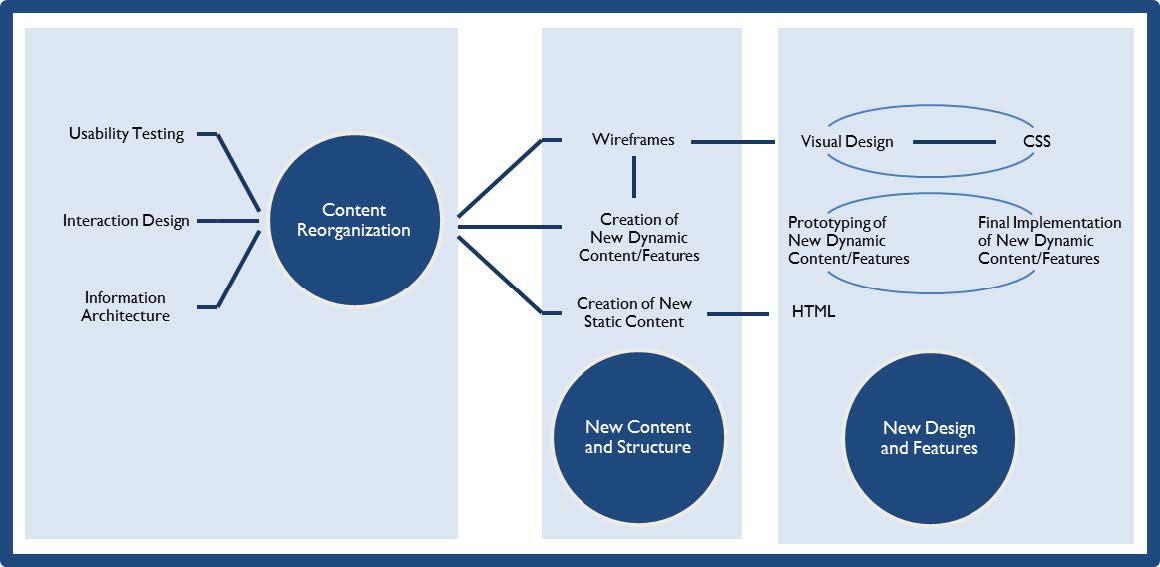 Usability Testing
Interaction Design
Information
Architecture
Content
Reorganization
Wireframes
Creation of
New Dynamic
Content/Features
Creation of New
Static Content
New Content
and Structure
Visual Design
CSS
Prototyping of
New Dynamic
Content/Features
Final Implementation
of New Dynamic
Content/Features
HTML
New Design
and Features